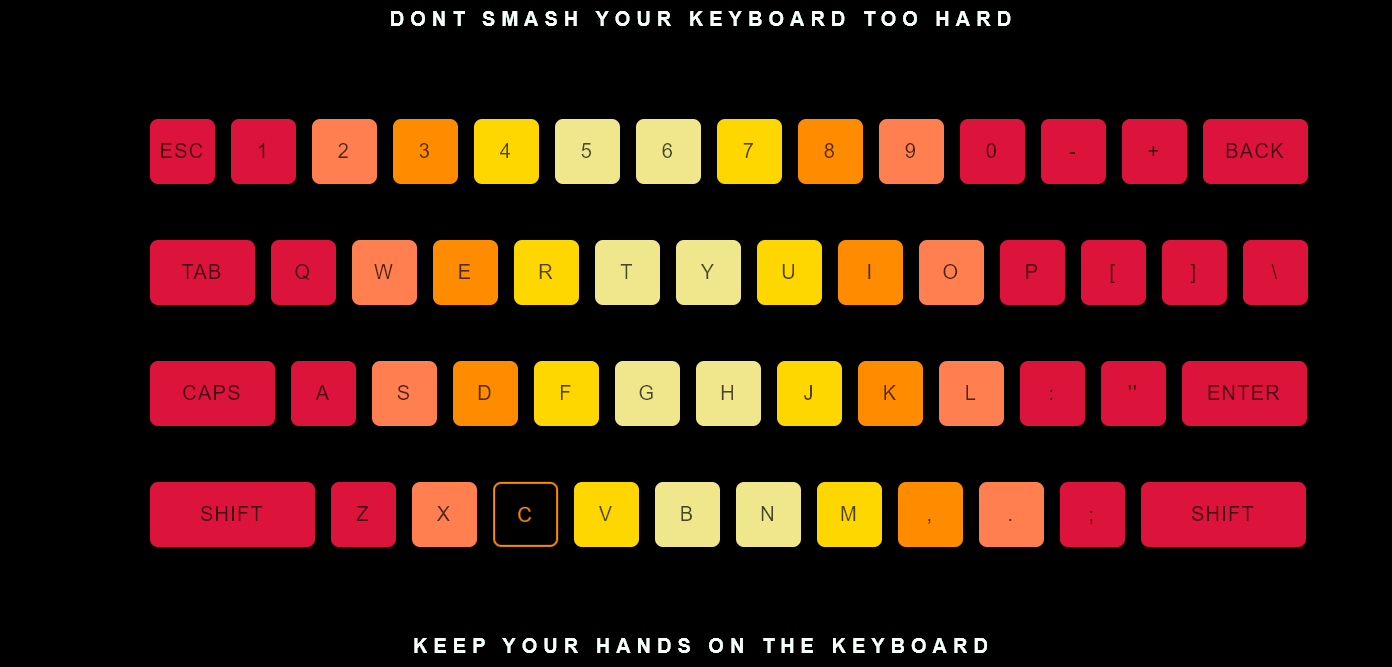 DONT SMASH YOUR KEYBOARD TOO HARD
ESC 1 2 3 4 5 6 7 8 9 0 - + BACK
TAB Q W E R T Y U I O P [ ] \
CAPS A S D F G H J K L : " ENTER
SHIFT Z X C V B N M , . ; SHIFT
KEEP YOUR HANDS ON THE KEYBOARD